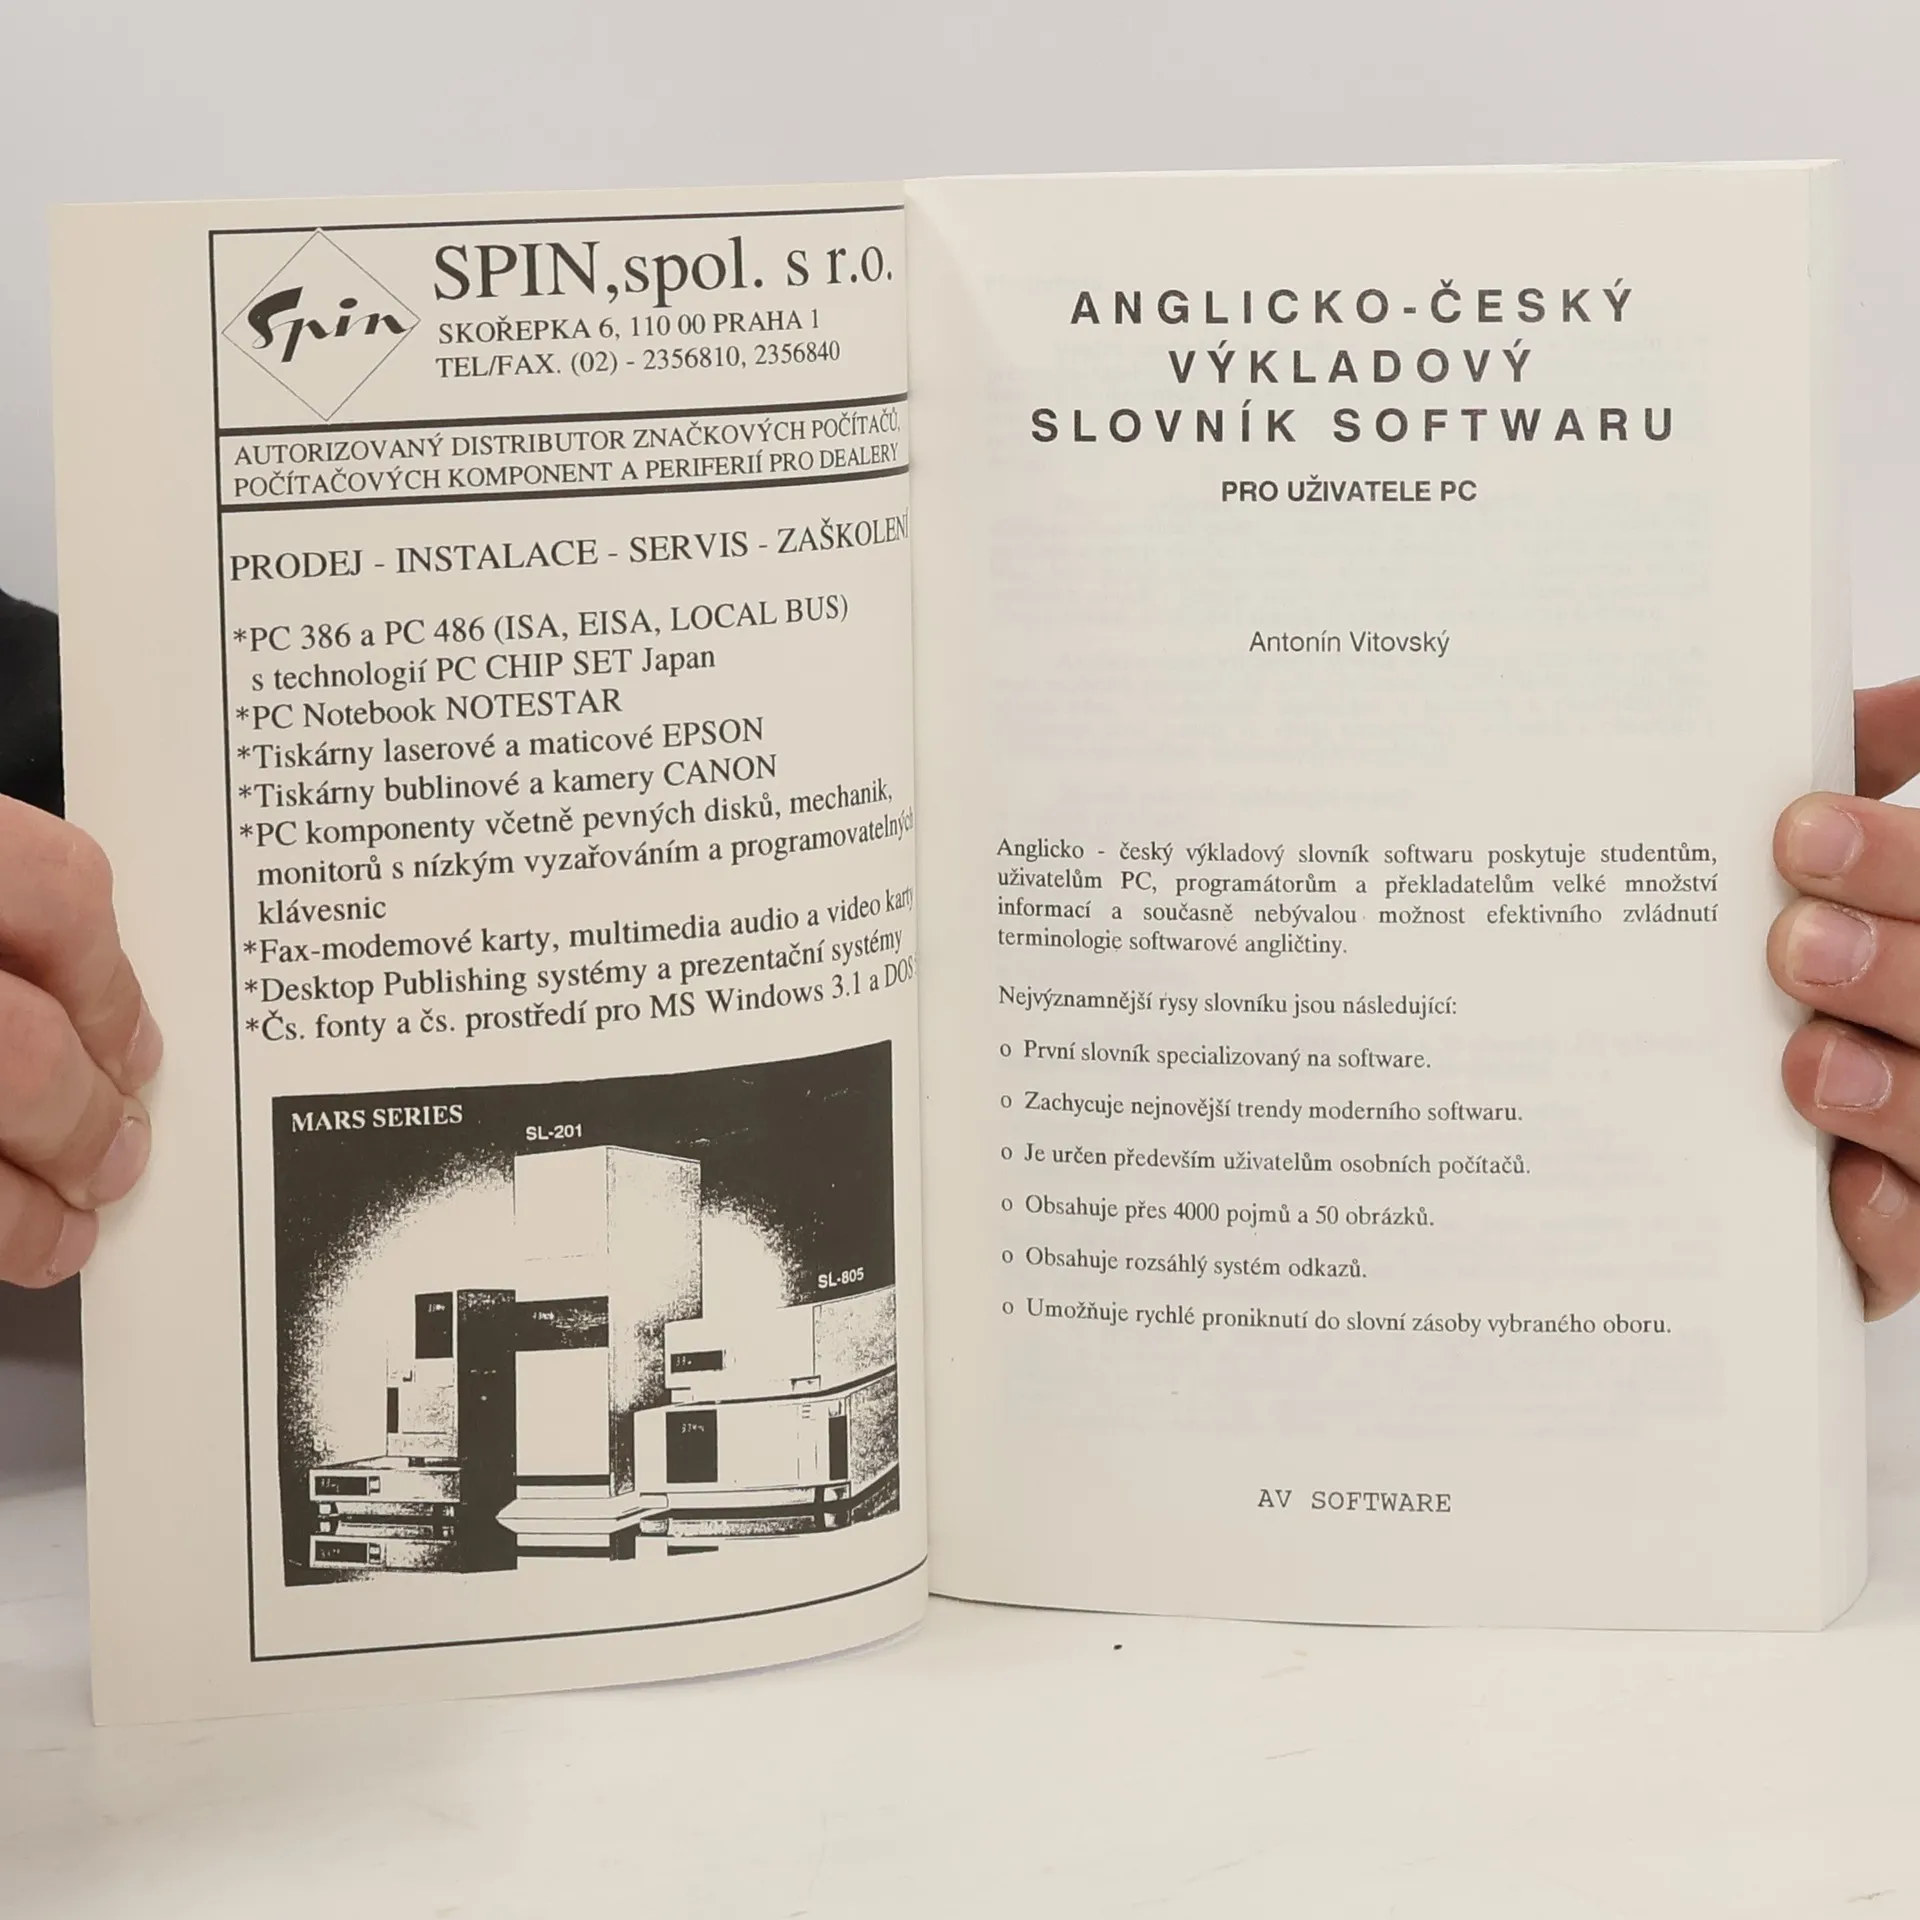 Spin
SPIN,spol. s r.o.
SKOŘEPKA 6, 110 00 PRAHA 1
TEL/FAX. (02) - 2356810, 2356840
AUTORIZOVANÝ DISTRIBUTOR ZNAČKOVÝCH POČÍTAČŮ,
POČÍTAČOVÝCH KOMPONENT A PERIFERIÍ PRO DEALERY
PRODEJ - INSTALACE - SERVIS - ZAŠKOLENÍ
*PC 386 a PC 486 (ISA, EISA, LOCAL BUS)
s technologií PC CHIP SET Japan
*PC Notebook NOTESTAR
*Tiskárny laserové a maticové EPSON
*Tiskárny bublinové a kamery CANON
*PC komponenty včetně pevných disků, mechanik,
monitorů s nízkým vyzařováním a programovatelných
klávesnic
*Fax-modemové karty, multimedia audio a video karty
*Desktop Publishing systémy a prezentační systémy
*Čs. fonty a čs. prostředí pro MS Windows 3.1 a DOS
MARS SERIES
SL-201
SL-805
ANGLICKO-ČESKÝ
VÝKLADOVÝ
SLOVNÍK SOFTWARU
PRO UŽIVATELE PC
Antonín Vitovský
Anglicko - český výkladový slovník softwaru poskytuje studentům,
uživatelům PC, programátorům a překladatelům velké množství
informací a současně nebývalou možnost efektivního zvládnutí
terminologie softwarové angličtiny.
Nejvýznamnější rysy slovníku jsou následující:
o První slovník specializovaný na software.
o Zachycuje nejnovější trendy moderního softwaru.
o Je určen především uživatelům osobních počítačů.
o Obsahuje přes 4000 pojmů a 50 obrázků.
o Obsahuje rozsáhlý systém odkazů.
o Umožňuje rychlé proniknutí do slovní zásoby vybraného oboru.
AV SOFTWARE